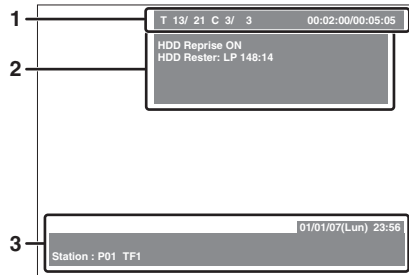 1
T 13/ 21 C 3/ 3 00:02:00/00:05:05
2
HDD Reprise ON
HDD Rester: LP 148:14
01/01/07(Lun) 23:56
3
Station : P01 TF1